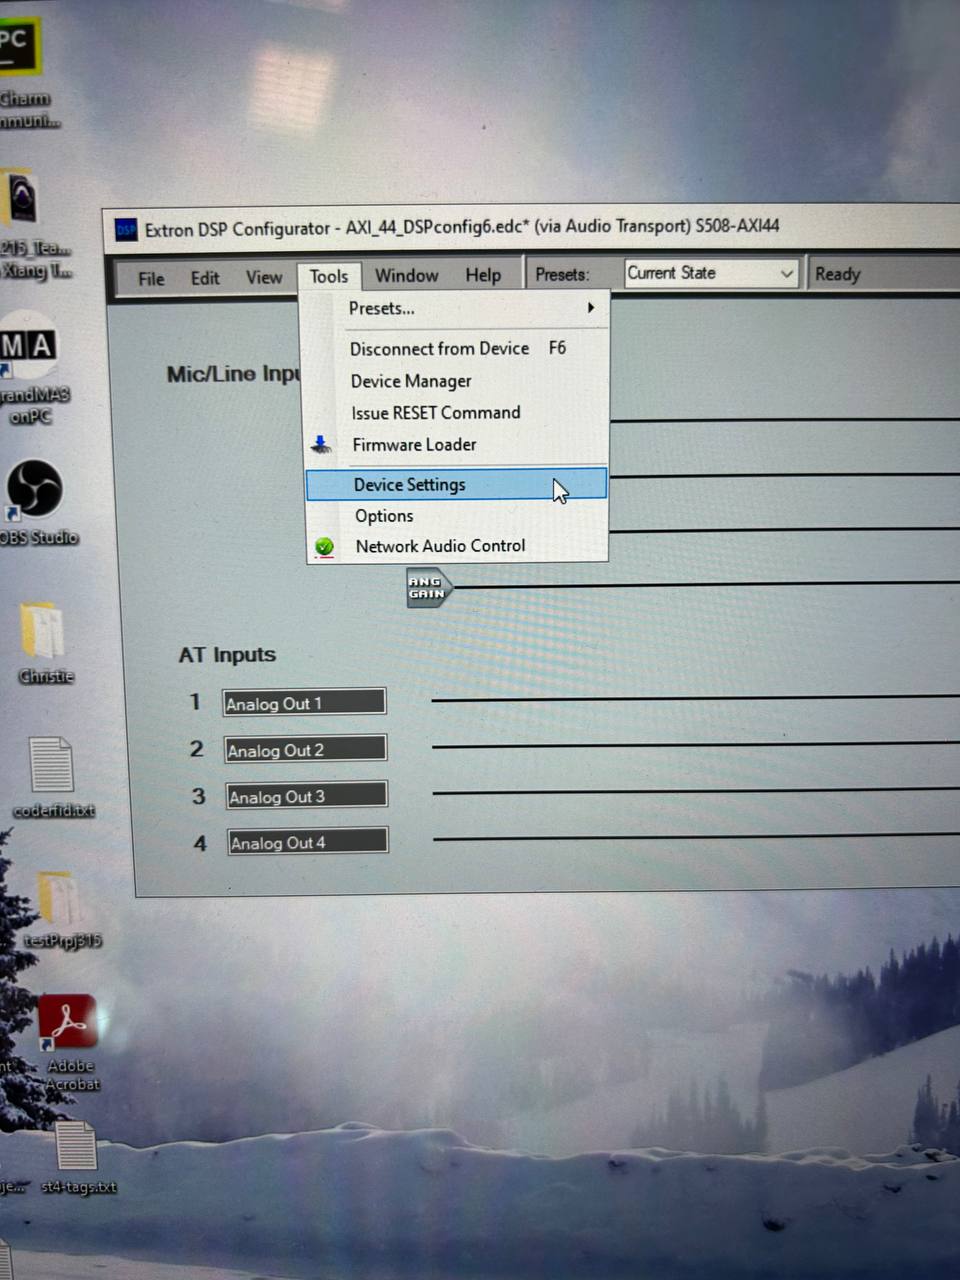 PC
Charm
mmuni...
215_Tea...
Xiang T...
MA
randMA3
onPC
OBS Studio
Christie
coderfid.txt
testPrpj315
Adobe
Acrobat
st4-tags.txt
DSP
Extron DSP Configurator - AXI_44_DSPconfig6.edc* (via Audio Transport) S508-AXI44
File Edit View Tools Window Help Presets: Current State Ready
Presets...
Disconnect from Device F6
Device Manager
Issue RESET Command
Firmware Loader
Device Settings
Options
Network Audio Control
Mic/Line Inpu
ANG
GAIN
AT Inputs
1 Analog Out 1
2 Analog Out 2
3 Analog Out 3
4 Analog Out 4